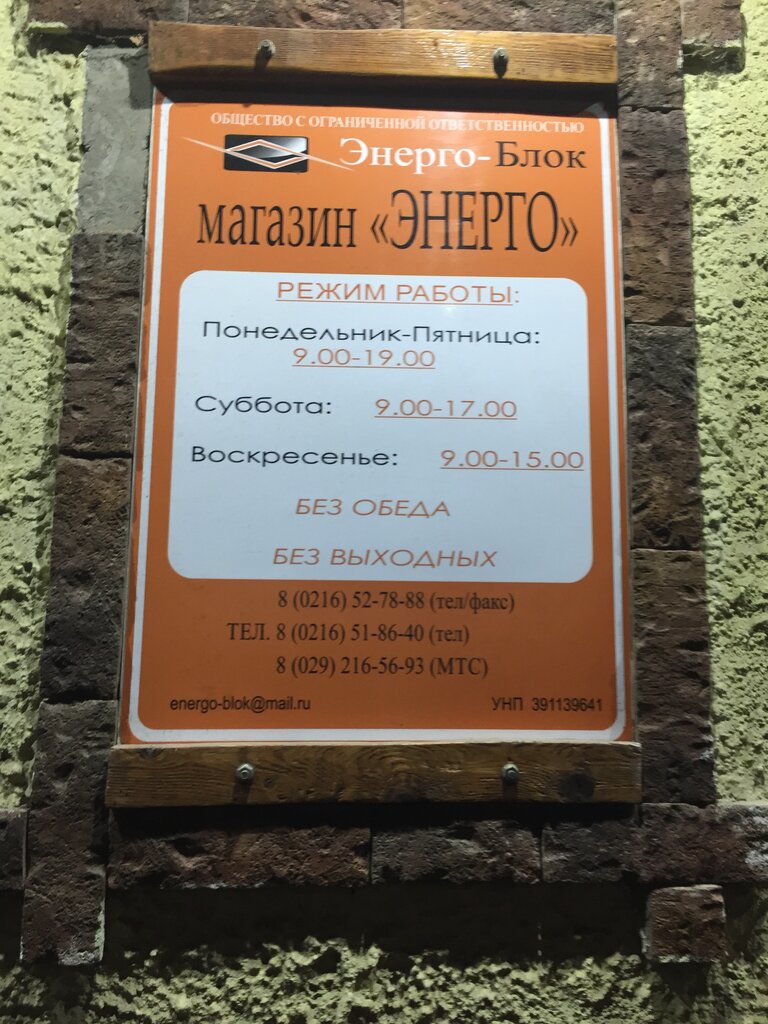 ОБЩЕСТВО С ОГРАНИЧЕННОЙ ОТВЕТСТВЕННОСТЬЮ
Энерго-Блок
магазин «ЭНЕРГО»
РЕЖИМ РАБОТЫ:
Понедельник-Пятница:
9.00-19.00
Суббота: 9.00-17.00
Воскресенье: 9.00-15.00
БЕЗ ОБЕДА
БЕЗ ВЫХОДНЫХ
8 (0216) 52-78-88 (тел/факс)
ТЕЛ. 8 (0216) 51-86-40 (тел)
8 (029) 216-56-93 (МТС)
energo-blok@mail.ru УНП 391139641